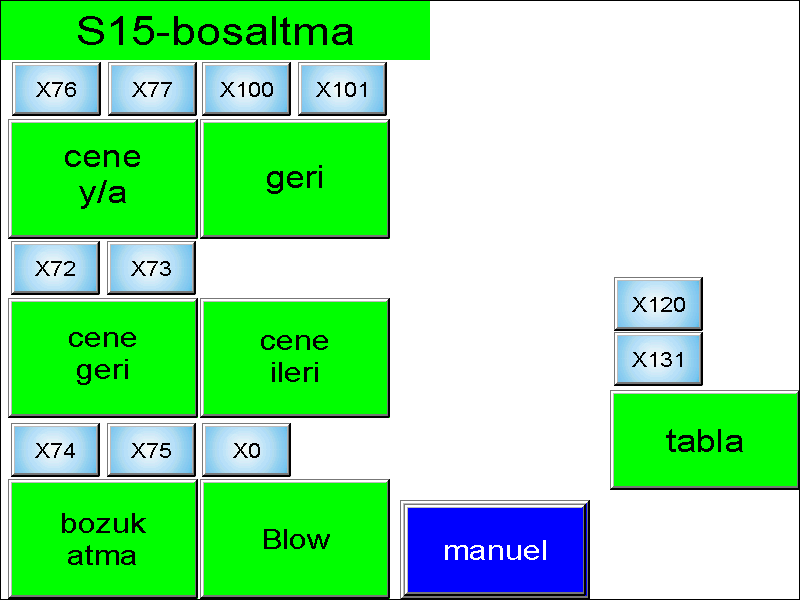 S15-bosaltma
X76 X77 X100 X101
cene
y/a
geri
X72 X73
cene
geri
cene
ileri
X120
X131
tabla
X74 X75 X0
bozuk
atma
Blow
manuel